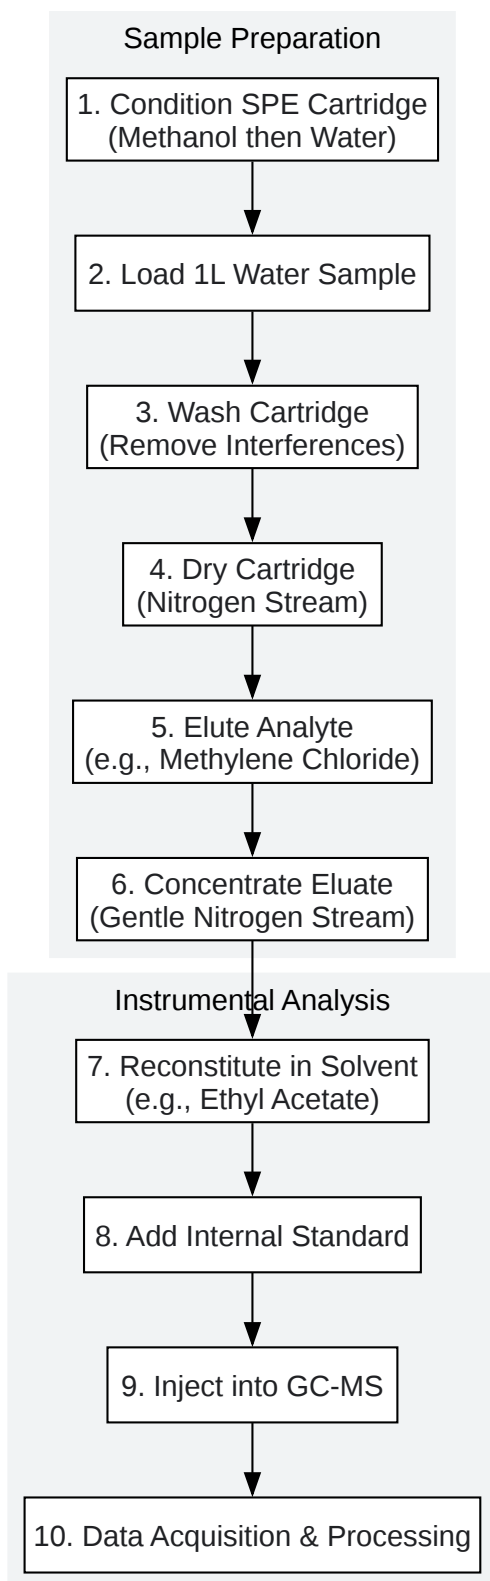 Sample Preparation
1. Condition SPE Cartridge
(Methanol then Water)
2. Load 1L Water Sample
3. Wash Cartridge
(Remove Interferences)
4. Dry Cartridge
(Nitrogen Stream)
5. Elute Analyte
(e.g., Methylene Chloride)
6. Concentrate Eluate
(Gentle Nitrogen Stream)
Instrumental Analysis
7. Reconstitute in Solvent
(e.g., Ethyl Acetate)
8. Add Internal Standard
9. Inject into GC-MS
10. Data Acquisition & Processing